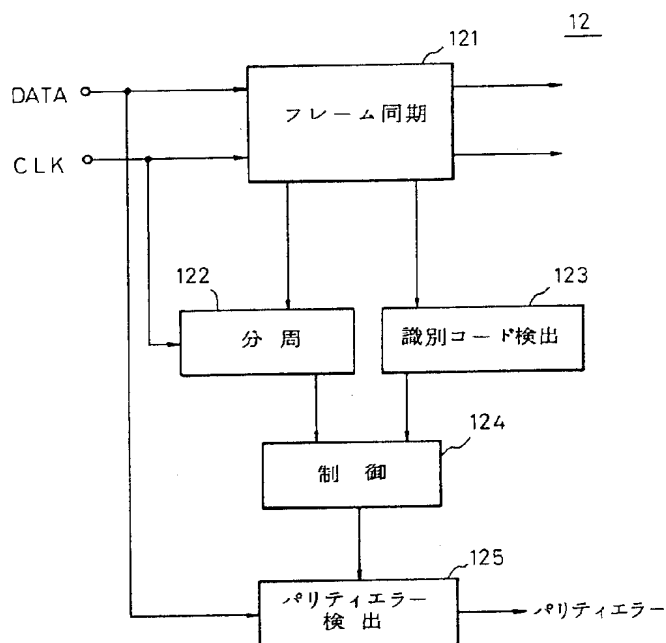 12
121
DATA
フレーム同期
CLK
122
123
分周
識別コード検出
124
制御
125
パリティエラー
検出
パリティエラー